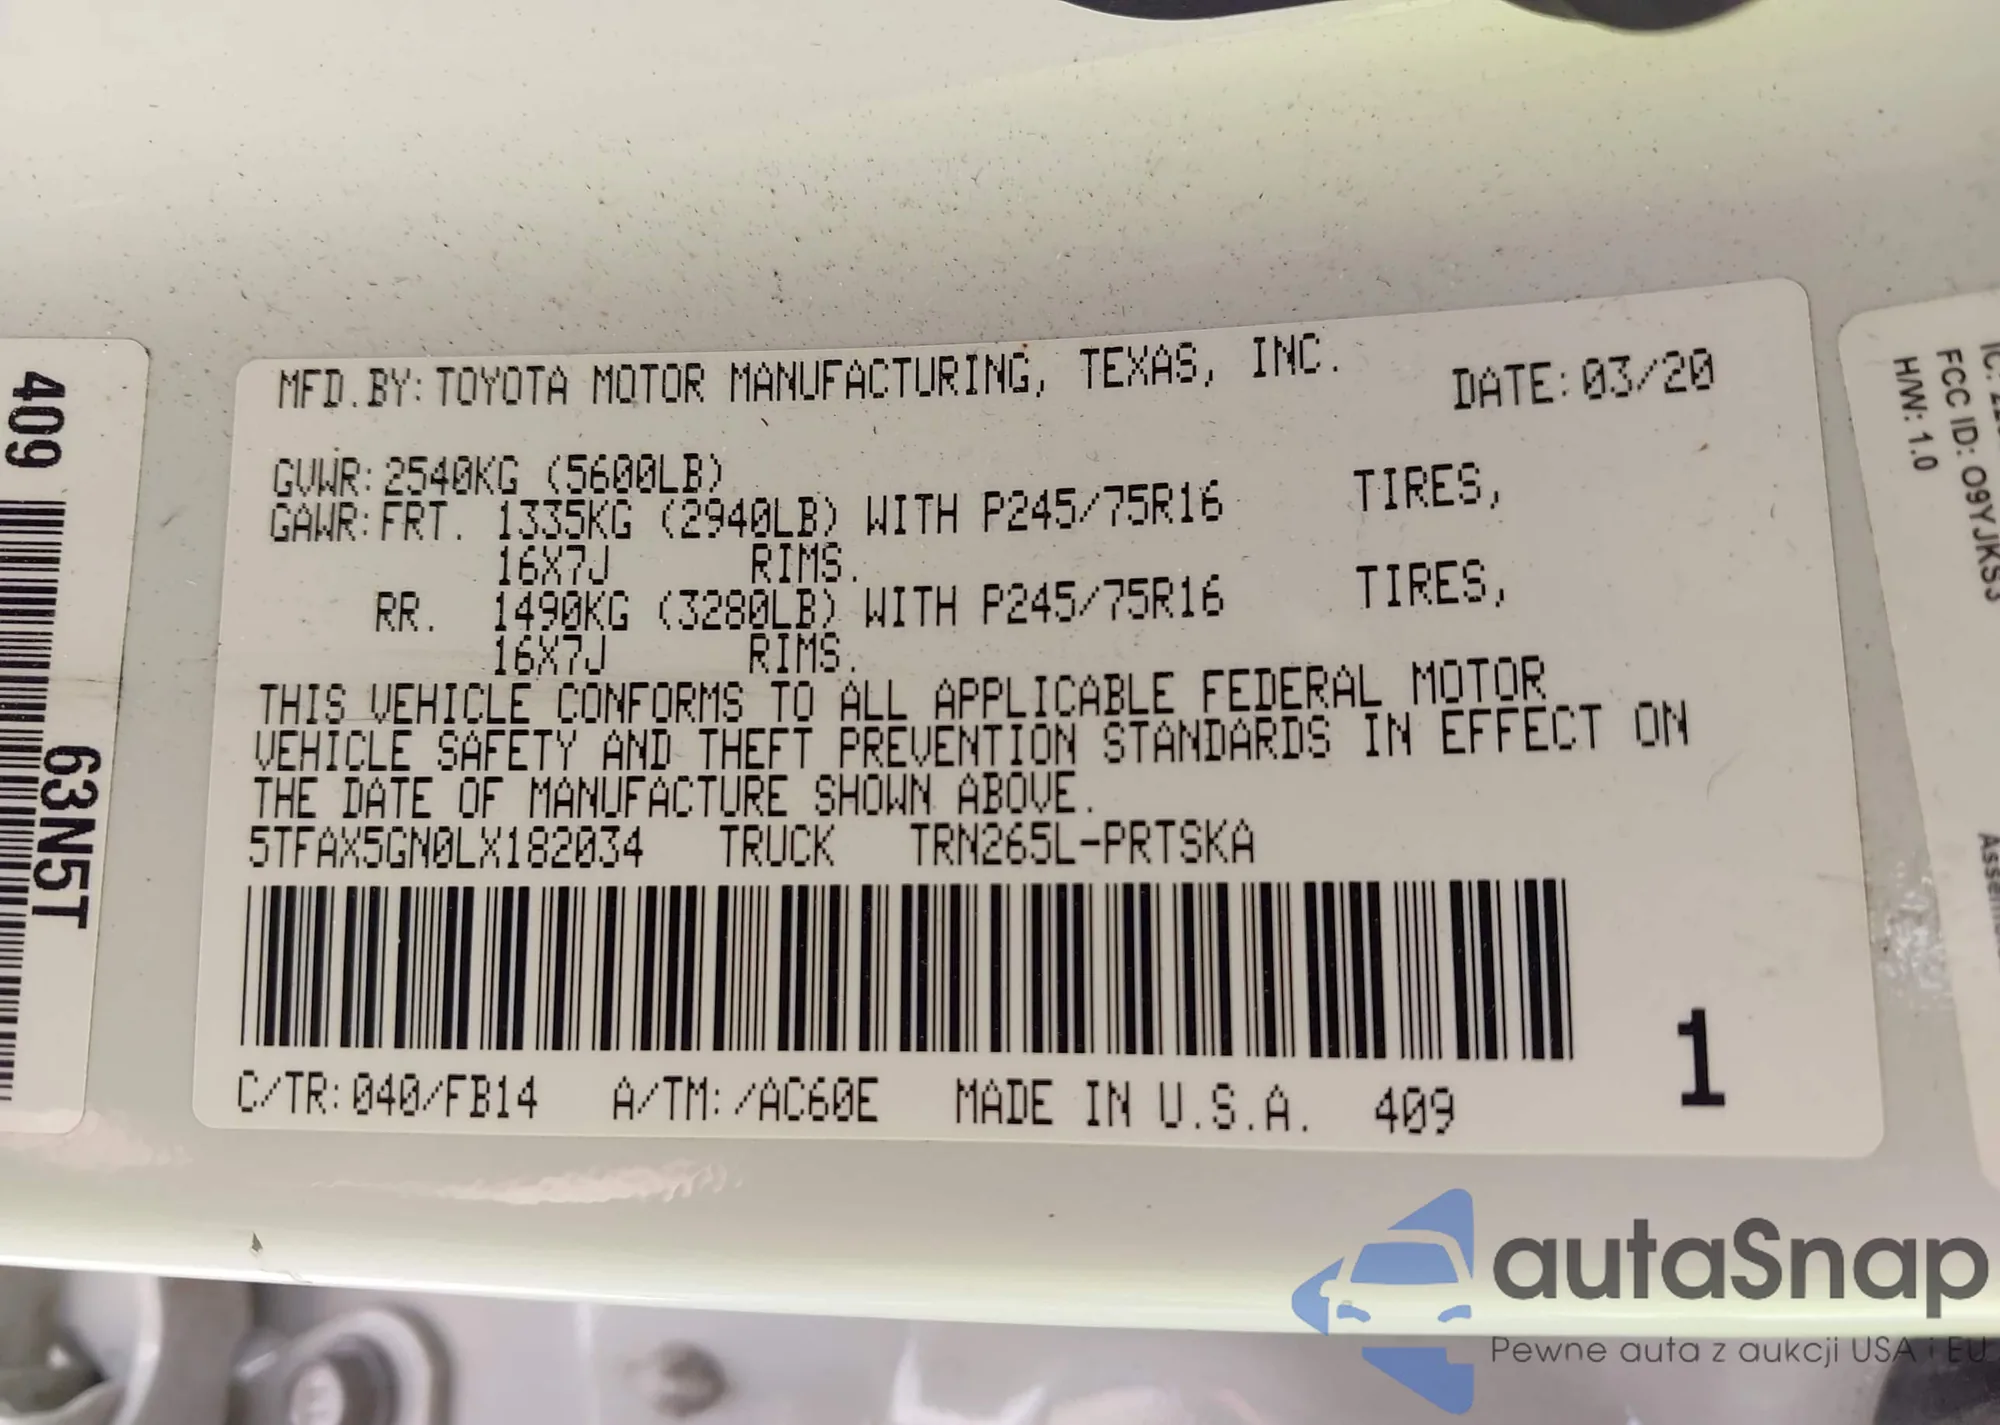 409
63N5T
MFD.BY: TOYOTA MOTOR MANUFACTURING, TEXAS, INC. DATE: 03/20
GVWR: 2540KG (5600LB)
GAWR: FRT. 1335KG (2940LB) WITH P245/75R16 TIRES,
16X7J RIMS.
RR. 1490KG (3280LB) WITH P245/75R16 TIRES,
16X7J RIMS.
THIS VEHICLE CONFORMS TO ALL APPLICABLE FEDERAL MOTOR
VEHICLE SAFETY AND THEFT PREVENTION STANDARDS IN EFFECT ON
THE DATE OF MANUFACTURE SHOWN ABOVE.
5TFAX5GN0LX182034 TRUCK TRN265L-PRTSKA
1
C/TR: 040/FB14 A/TM: /AC60E MADE IN U.S.A. 409
FCC ID: O9YJKS3
H/W: 1.0
autaSnap
Pewne auta z aukcji USA i EU